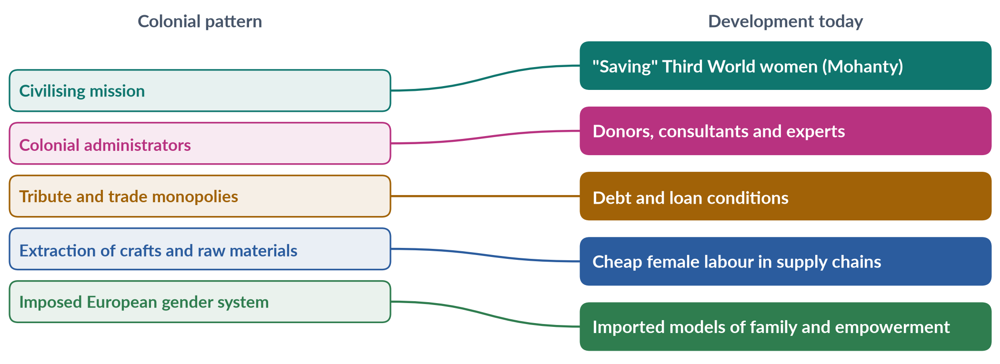 Colonial pattern
Development today
Civilising mission
"Saving" Third World women (Mohanty)
Colonial administrators
Donors, consultants and experts
Tribute and trade monopolies
Debt and loan conditions
Extraction of crafts and raw materials
Cheap female labour in supply chains
Imposed European gender system
Imported models of family and empowerment